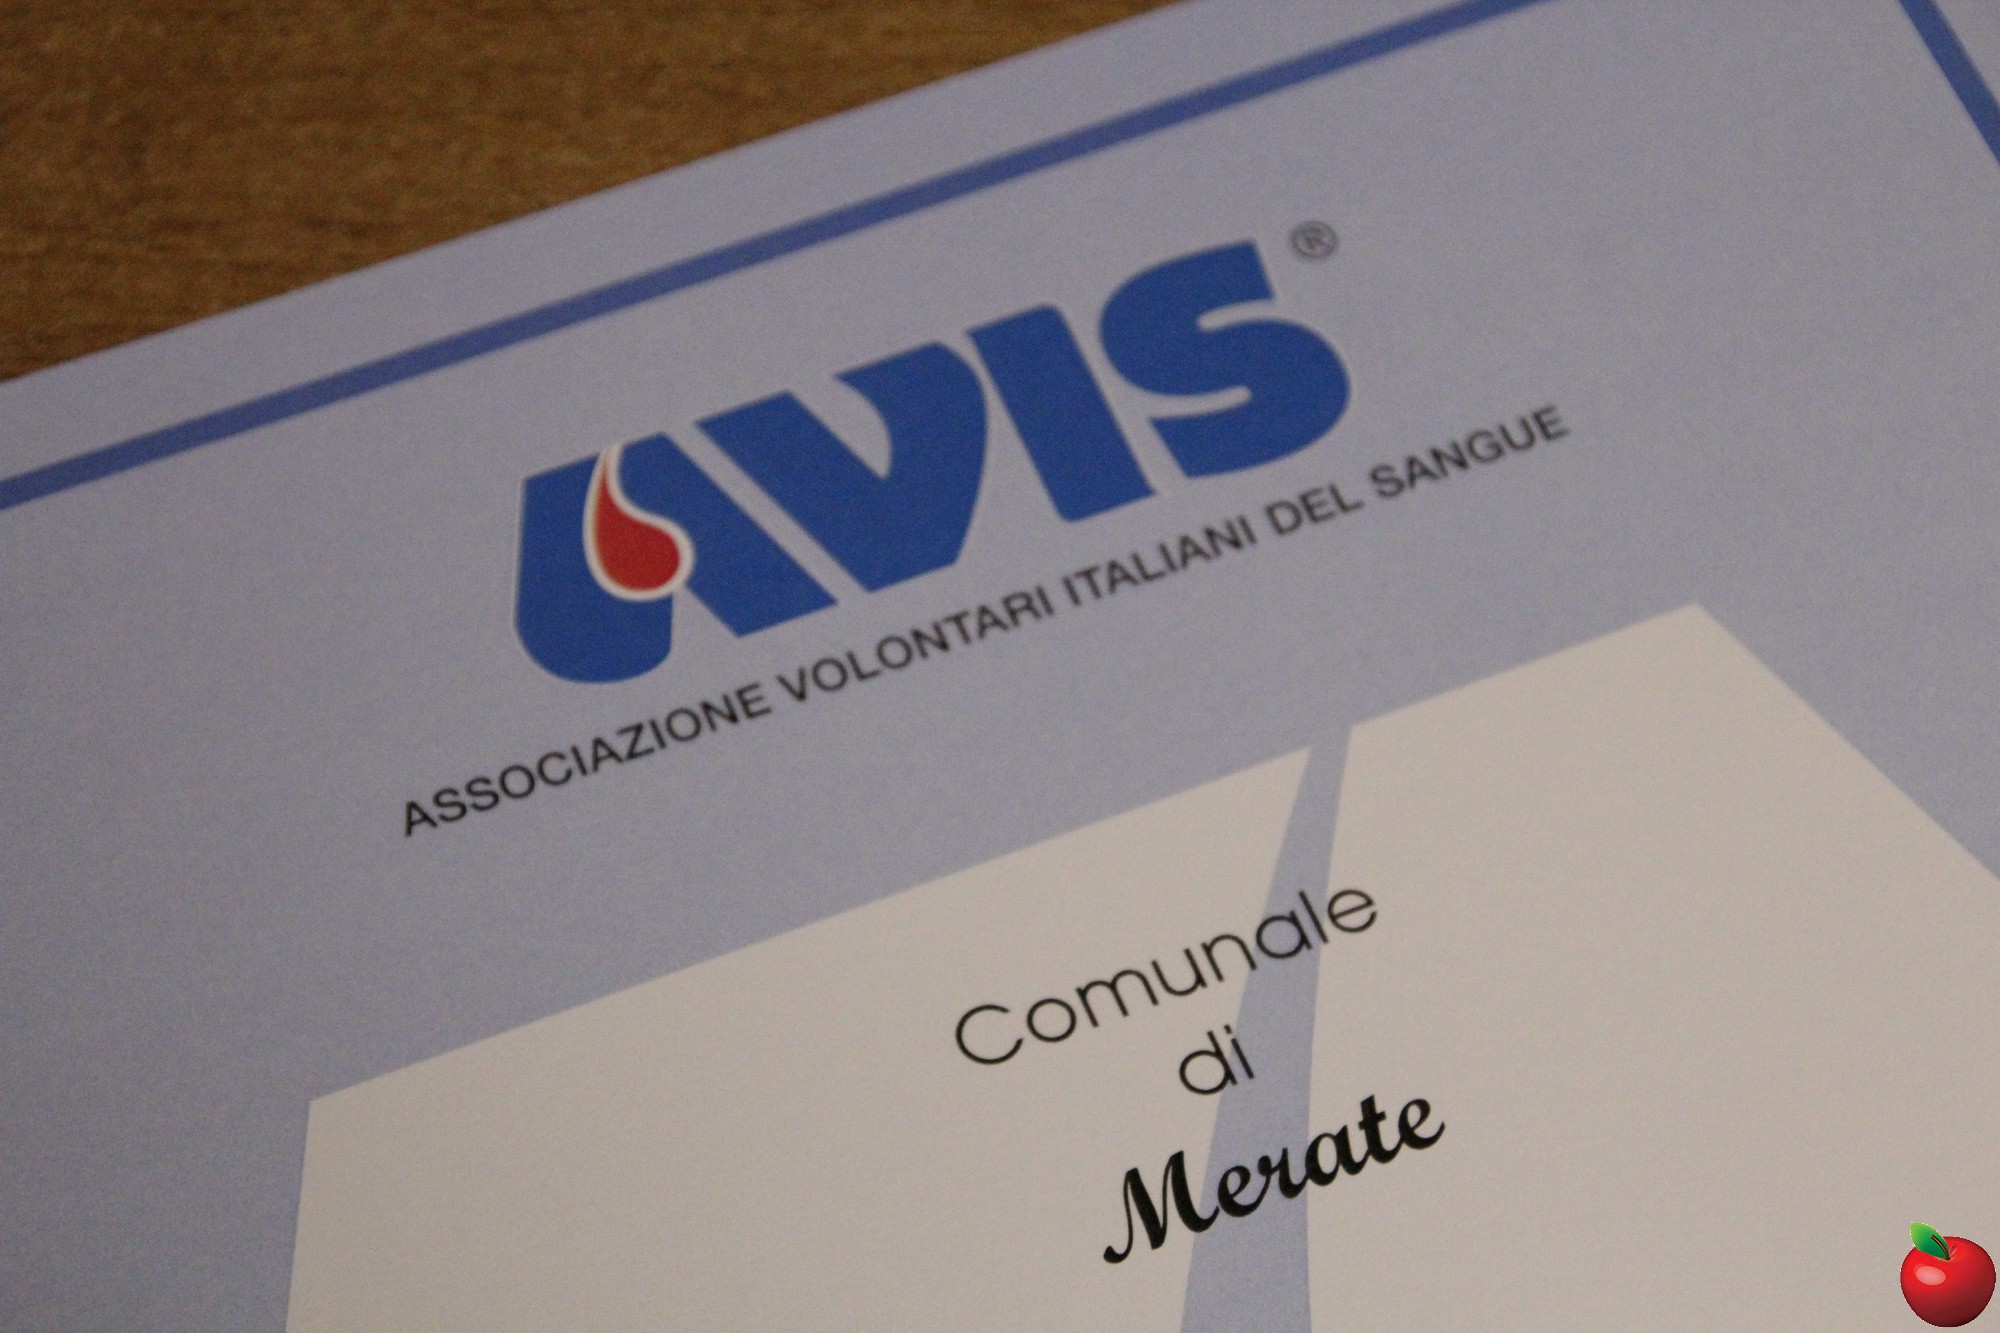 AVIS®
ASSOCIAZIONE VOLONTARI ITALIANI DEL SANGUE
Comunale
di
Merate